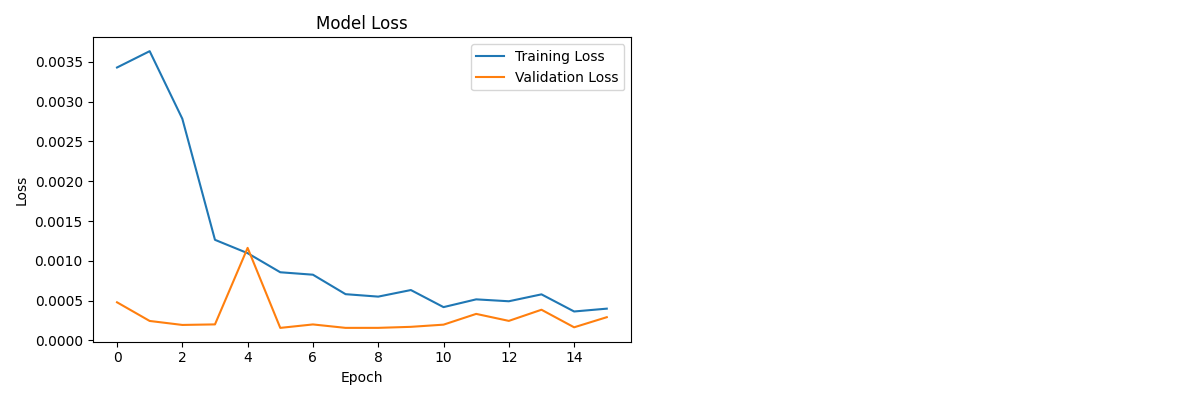 Model Loss
Training Loss
Validation Loss
0.0035
0.0030
0.0025
0.0020
0.0015
0.0010
0.0005
0.0000
Loss
0 2 4 6 8 10 12 14
Epoch